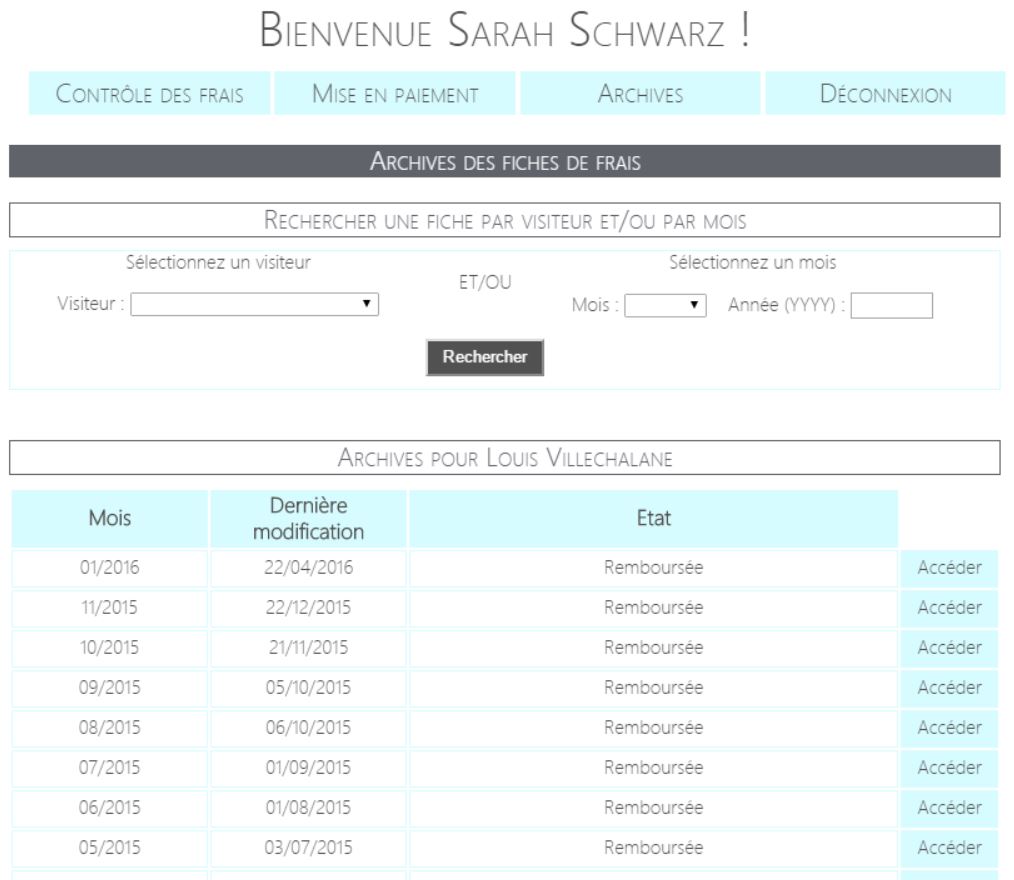 Bienvenue Sarah Schwarz !
Contrôle des frais Mise en paiement Archives Déconnexion
Archives des fiches de frais
Rechercher une fiche par visiteur et/ou par mois
Sélectionnez un visiteur
ET/OU
Sélectionnez un mois
Visiteur :
Mois : Année (YYYY) :
Rechercher
Archives pour Louis Villechalane
Mois Dernière modification Etat
01/2016 22/04/2016 Remboursée Accéder
11/2015 22/12/2015 Remboursée Accéder
10/2015 21/11/2015 Remboursée Accéder
09/2015 05/10/2015 Remboursée Accéder
08/2015 06/10/2015 Remboursée Accéder
07/2015 01/09/2015 Remboursée Accéder
06/2015 01/08/2015 Remboursée Accéder
05/2015 03/07/2015 Remboursée Accéder